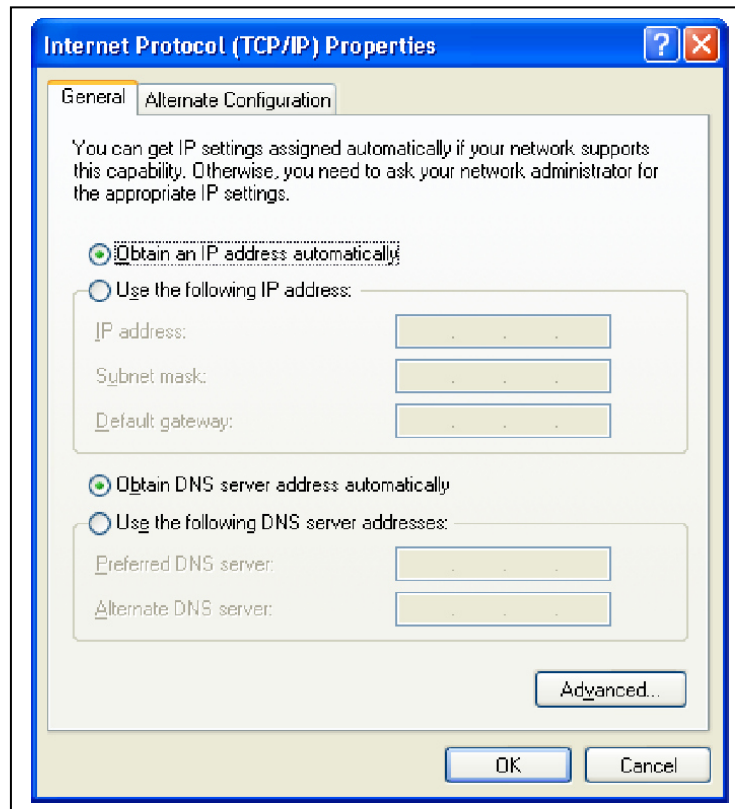 Internet Protocol (TCP/IP) Properties
General
Alternate Configuration
You can get IP settings assigned automatically if your network supports
this capability. Otherwise, you need to ask your network administrator for
the appropriate IP settings.
Obtain an IP address automatically
Use the following IP address:
IP address:
Subnet mask:
Default gateway:
Obtain DNS server address automatically
Use the following DNS server addresses:
Preferred DNS server:
Alternate DNS server:
Advanced...
OK
Cancel